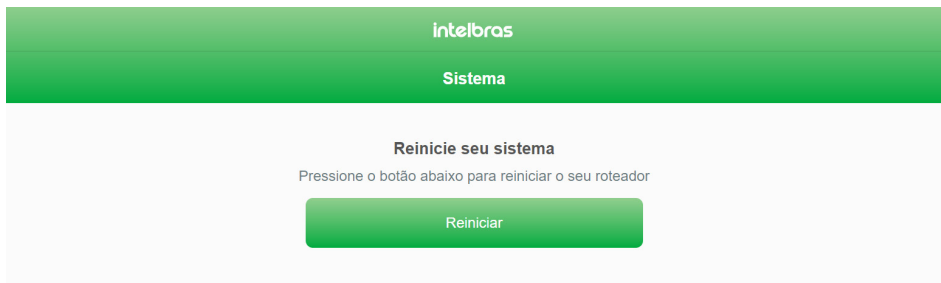 intelbras
Sistema
Reinicie seu sistema
Pressione o botão abaixo para reiniciar o seu roteador
Reiniciar